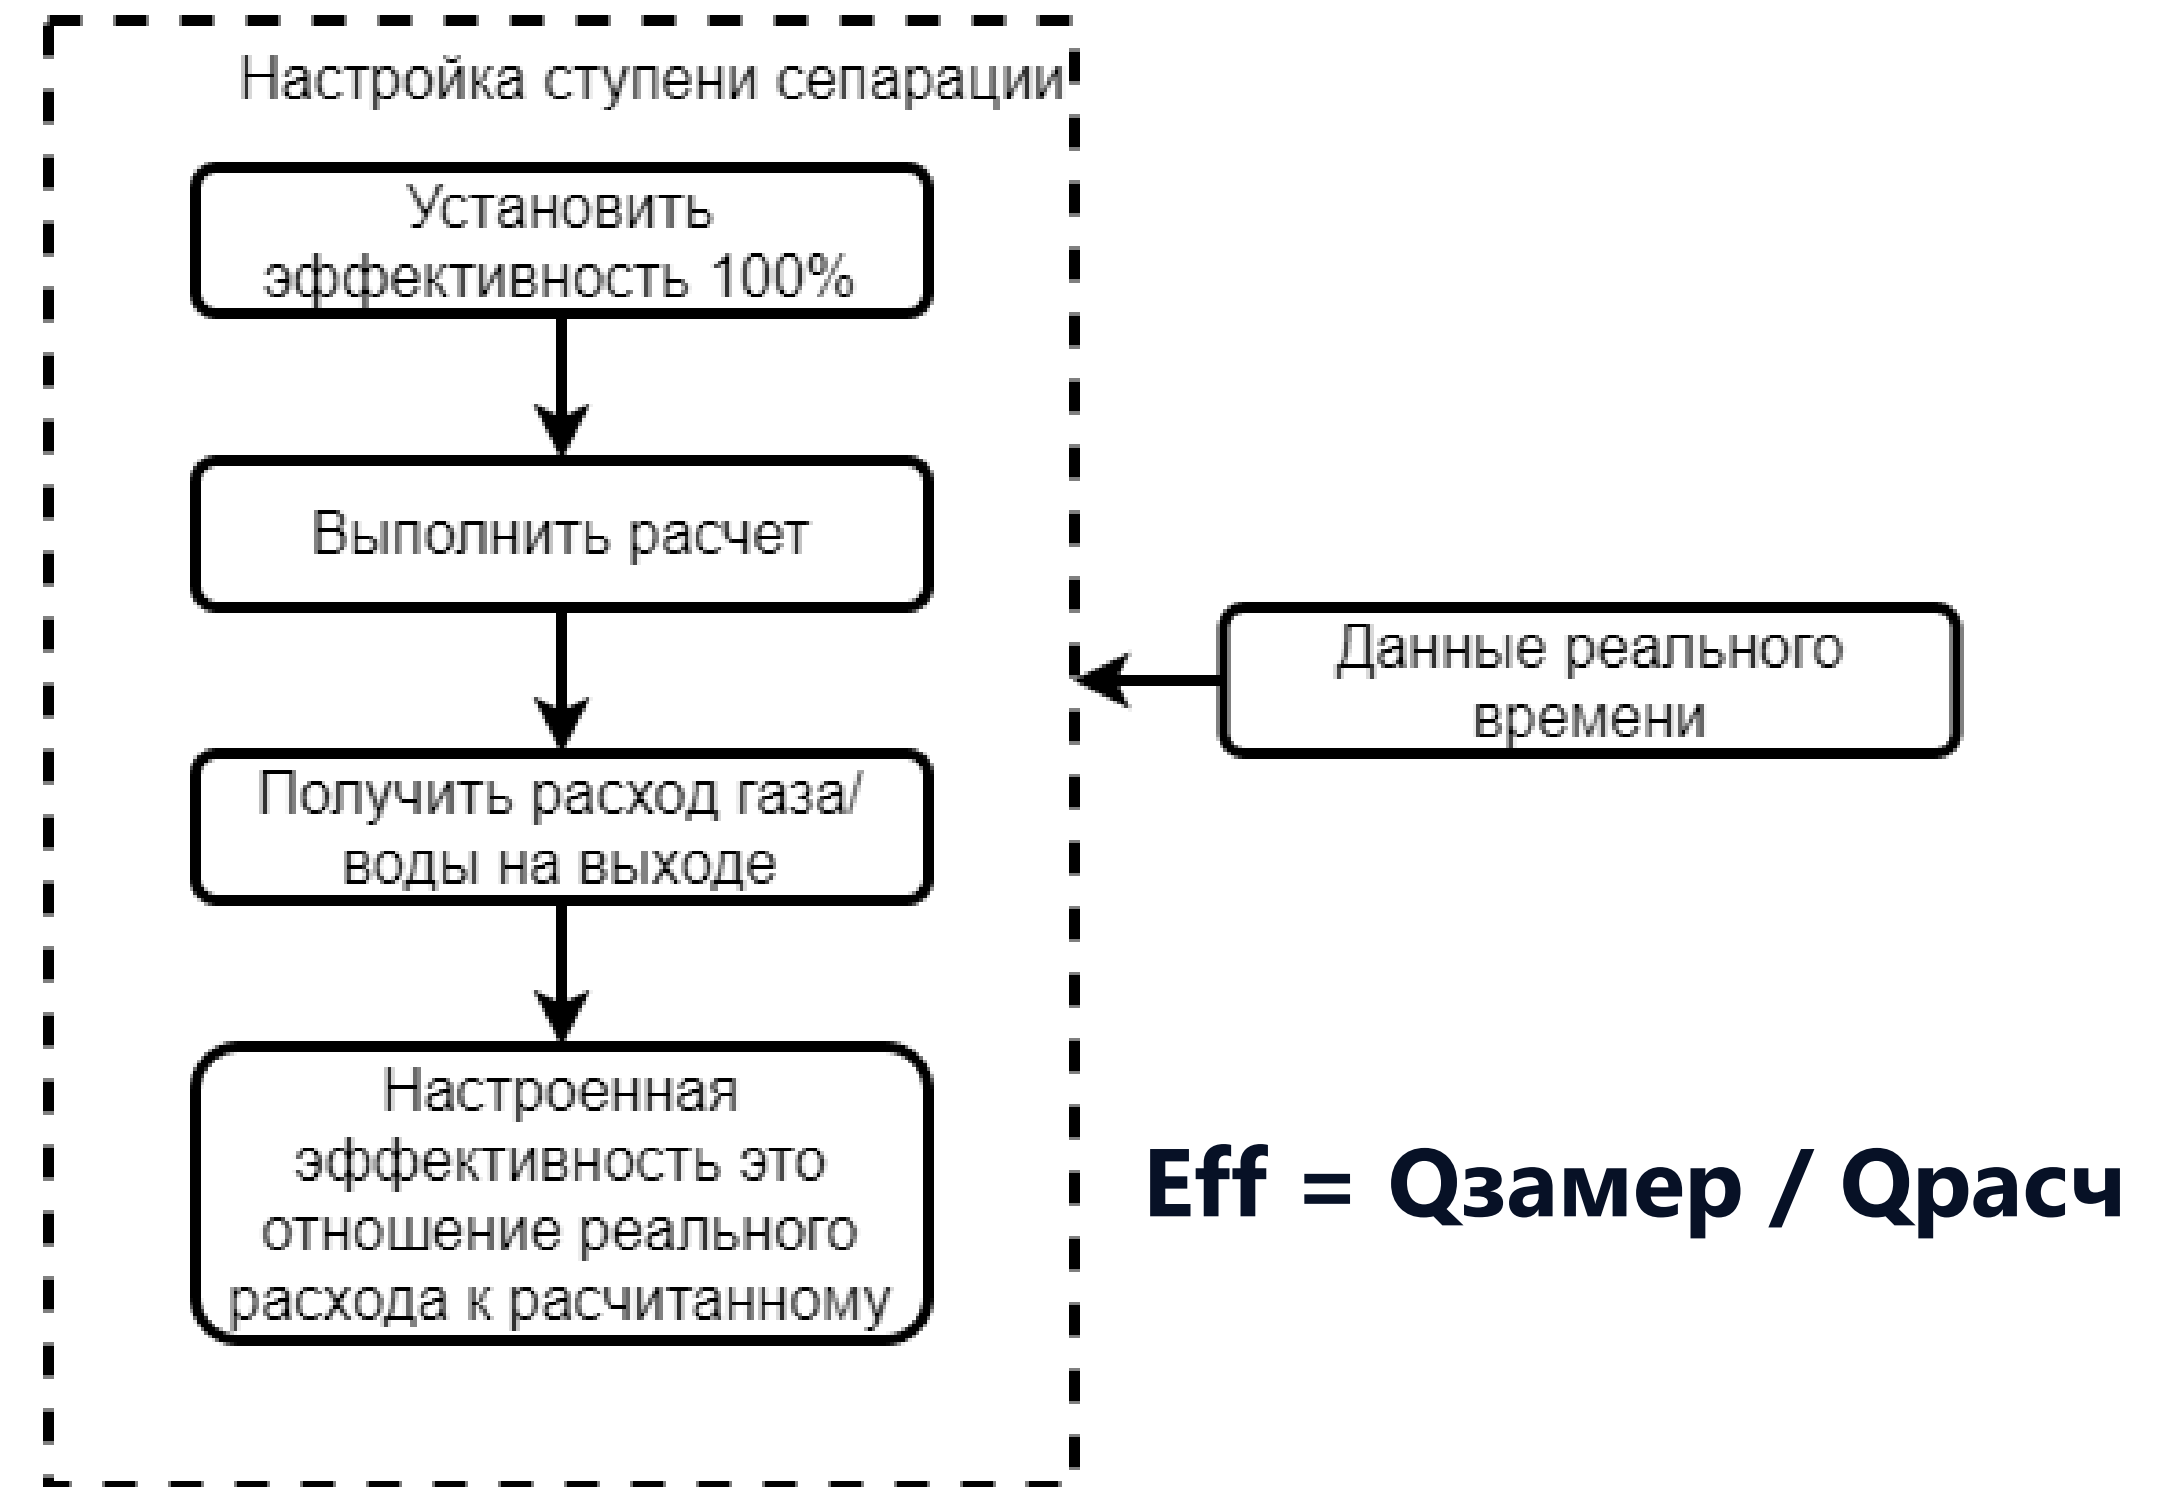 Настройка ступени сепарации
Установить
эффективность 100%
Выполнить расчет
Данные реального
времени
Получить расход газа/
воды на выходе
Настроенная
эффективность это
отношение реального
расхода к расчитанному
Eff = Qзамер / Qрасч